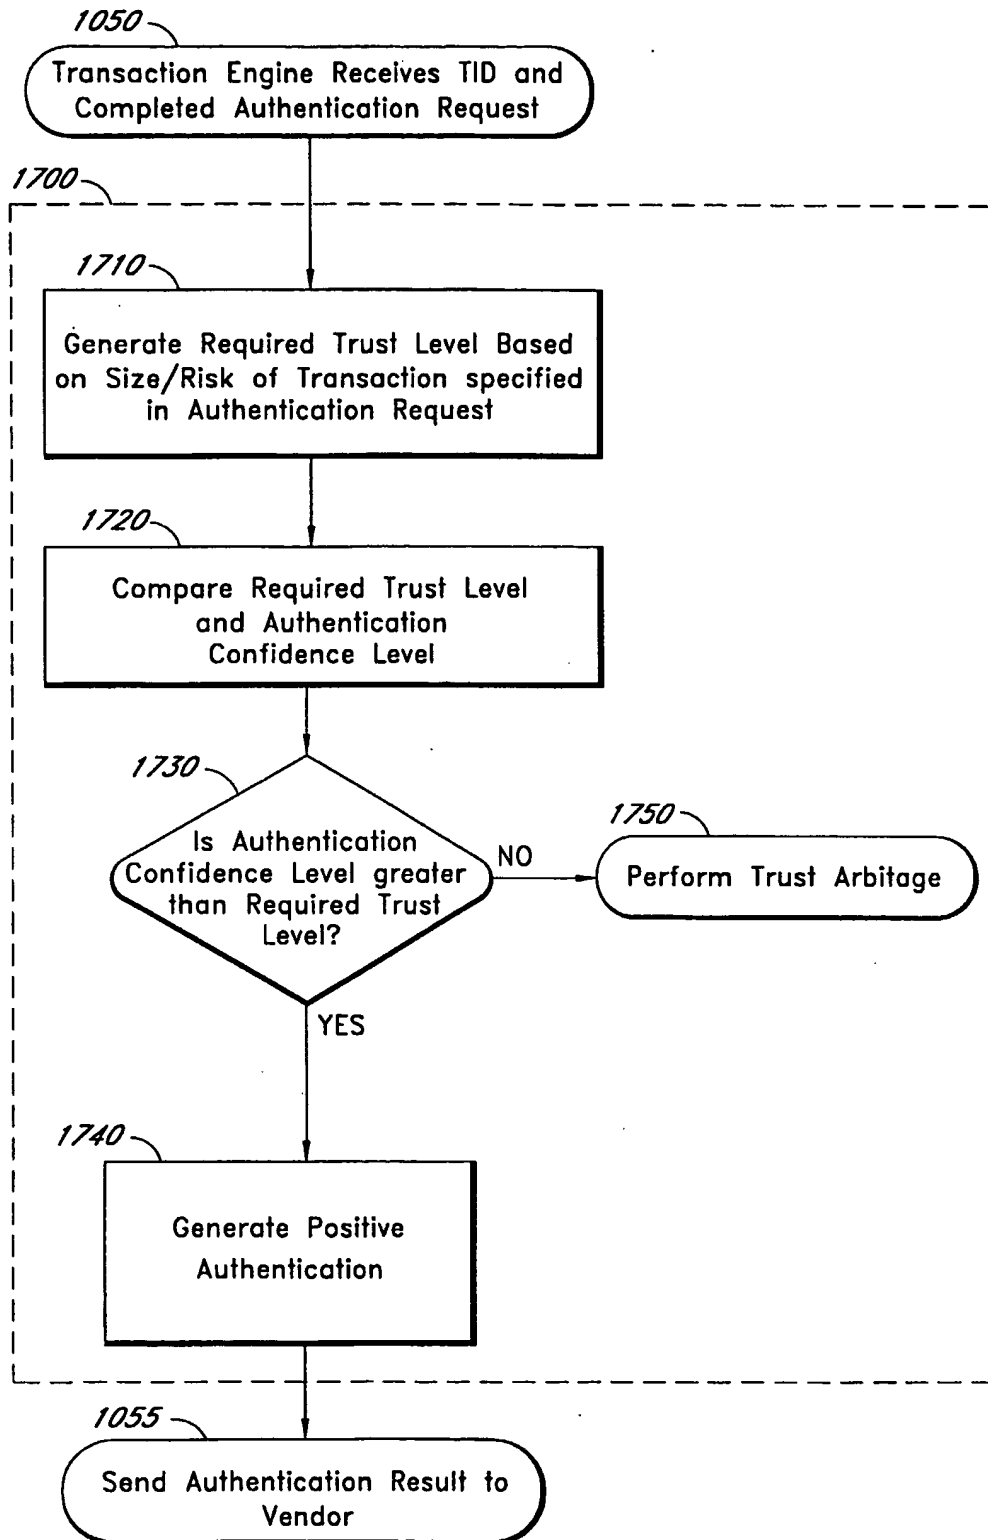 1050
Transaction Engine Receives TID and
Completed Authentication Request
1700
1710
Generate Required Trust Level Based
on Size/Risk of Transaction specified
in Authentication Request
1720
Compare Required Trust Level
and Authentication
Confidence Level
1730
Is Authentication
Confidence Level greater
than Required Trust
Level?
NO
1750
Perform Trust Arbitage
YES
1740
Generate Positive
Authentication
1055
Send Authentication Result to
Vendor